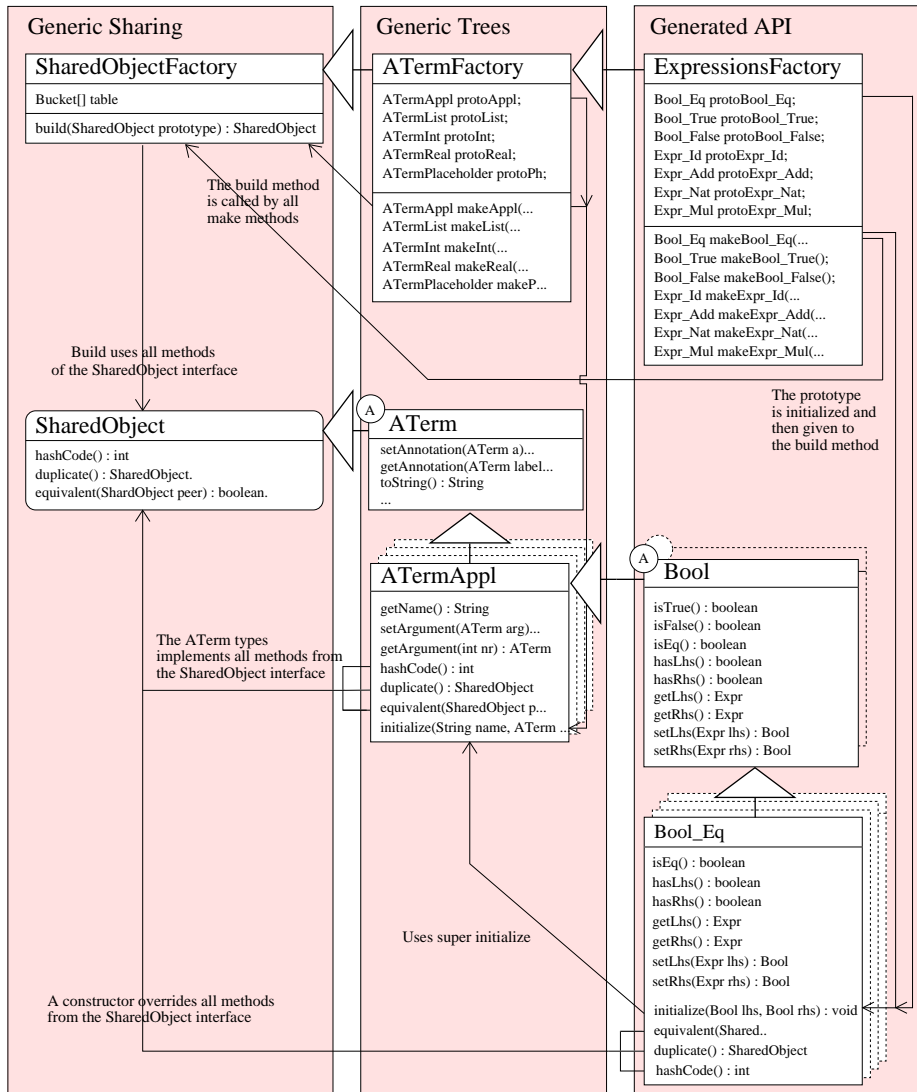 Generic Sharing
SharedObjectFactory
Bucket[] table
build(SharedObject prototype) : SharedObject
The build method
is called by all
make methods
Build uses all methods
of the SharedObject interface
SharedObject
hashCode() : int
duplicate() : SharedObject.
equivalent(ShardObject peer) : boolean.
The ATerm types
implements all methods from
the SharedObject interface
A constructor overrides all methods
from the SharedObject interface
Generic Trees
ATermFactory
ATermAppl protoAppl;
ATermList protoList;
ATermInt protoInt;
ATermReal protoReal;
ATermPlaceholder protoPh;
ATermAppl makeAppl(...
ATermList makeList(...
ATermInt makeInt(...
ATermReal makeReal(...
ATermPlaceholder makeP...
A
ATerm
setAnnotation(ATerm a)...
getAnnotation(ATerm label...
toString() : String
...
ATermAppl
getName() : String
setArgument(ATerm arg)...
getArgument(int nr) : ATerm
hashCode() : int
duplicate() : SharedObject
equivalent(SharedObject p...
initialize(String name, ATerm ...
Uses super initialize
Generated API
ExpressionsFactory
Bool_Eq protoBool_Eq;
Bool_True protoBool_True;
Bool_False protoBool_False;
Expr_Id protoExpr_Id;
Expr_Add protoExpr_Add;
Expr_Nat protoExpr_Nat;
Expr_Mul protoExpr_Mul;
Bool_Eq makeBool_Eq(...
Bool_True makeBool_True();
Bool_False makeBool_False();
Expr_Id makeExpr_Id(...
Expr_Add makeExpr_Add(...
Expr_Nat makeExpr_Nat(...
Expr_Mul makeExpr_Mul(...
The prototype
is initialized and
then given to
the build method
A
Bool
isTrue() : boolean
isFalse() : boolean
isEq() : boolean
hasLhs() : boolean
hasRhs() : boolean
getLhs() : Expr
getRhs() : Expr
setLhs(Expr lhs) : Bool
setRhs(Expr rhs) : Bool
Bool_Eq
isEq() : boolean
hasLhs() : boolean
hasRhs() : boolean
getLhs() : Expr
getRhs() : Expr
setLhs(Expr lhs) : Bool
setRhs(Expr rhs) : Bool
initialize(Bool lhs, Bool rhs) : void
equivalent(Shared..
duplicate() : SharedObject
hashCode() : int